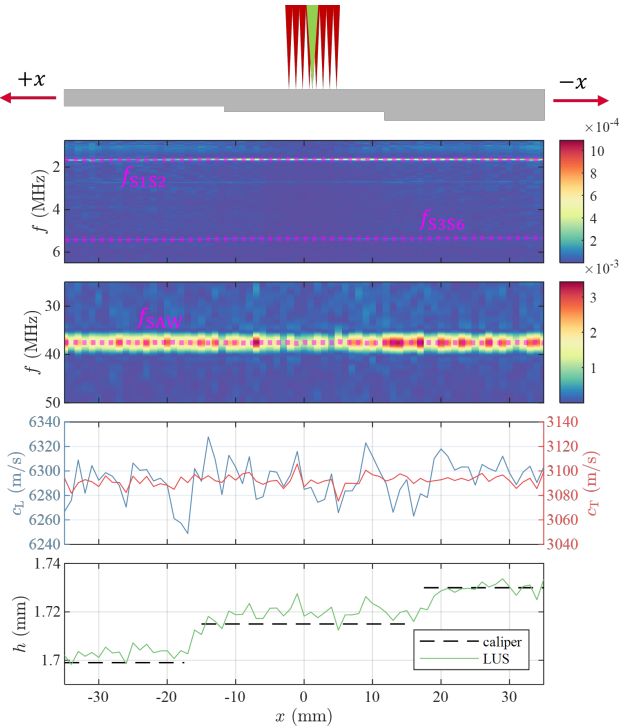 +x
−x
×10⁻⁴
2
4
6
f (MHz)
f_S1S2
f_S3S6
10
8
6
4
2
×10⁻³
30
40
50
f (MHz)
f_SAW
3
2
1
6340
6320
6300
6280
6260
6240
c_L (m/s)
3140
3120
3100
3080
3060
3040
c_T (m/s)
1.74
1.72
1.7
h (mm)
caliper
LUS
-30 -20 -10 0 10 20 30
x (mm)